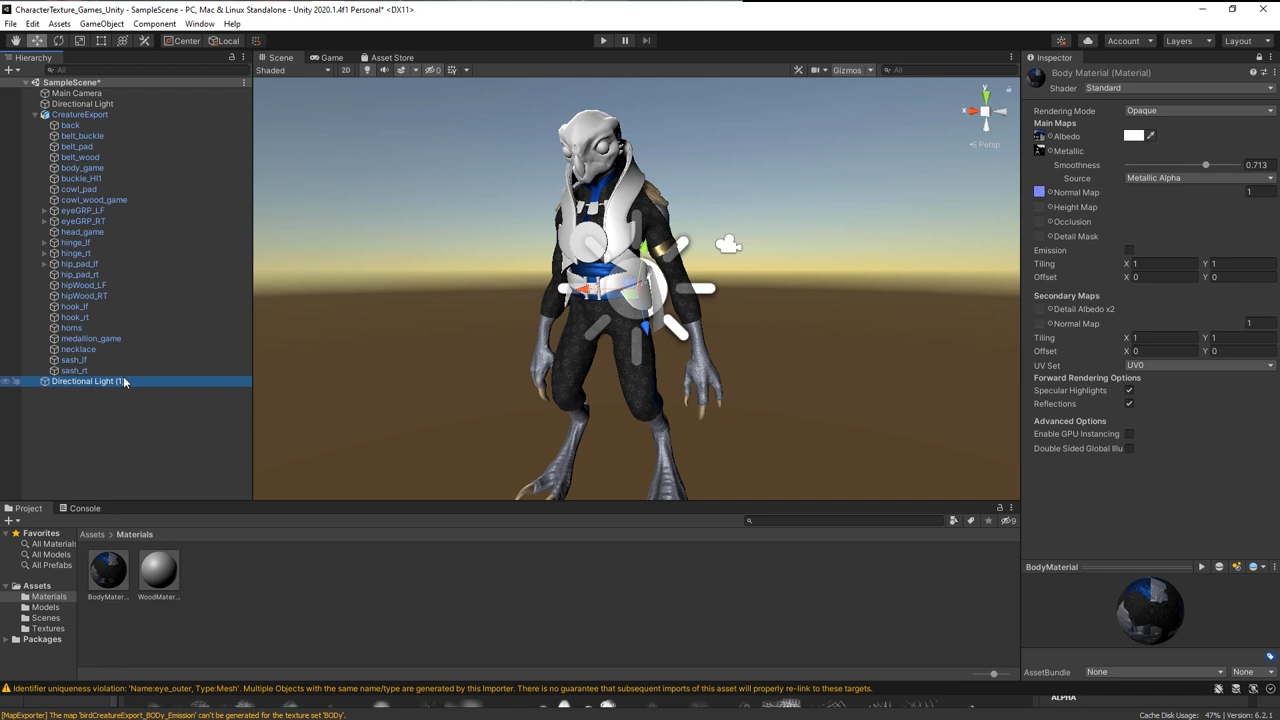 CharacterTexture_Games_Unity - SampleScene - PC, Mac & Linux Standalone - Unity 2020.1.4f1 Personal* <DX11>
File Edit Assets GameObject Component Window Help
Center Local Account Layers Layout
Hierarchy Scene Game Asset Store Inspector
All Shaded 2D 0 Gizmos All
Body Material (Material)
Shader Standard
SampleScene*
Main Camera
Directional Light
CreatureExport
back
belt_buckle
belt_pad
belt_wood
body_game
buckle_HI1
cowl_pad
cowl_wood_game
eyeGRP_LF
eyeGRP_RT
head_game
hinge_lf
hinge_rt
hip_pad_lf
hip_pad_rt
hipWood_LF
hipWood_RT
hook_lf
hook_rt
horns
medallion_game
necklace
sash_lf
sash_rt
Directional Light (1)
y
x
Persp
Rendering Mode Opaque
Main Maps
Albedo
Metallic
Smoothness 0.713
Source Metallic Alpha
Normal Map 1
Height Map
Occlusion
Detail Mask
Emission
Tiling X 1 Y 1
Offset X 0 Y 0
Secondary Maps
Detail Albedo x2
Normal Map 1
Tiling X 1 Y 1
Offset X 0 Y 0
UV Set UV0
Forward Rendering Options
Specular Highlights
Reflections
Advanced Options
Enable GPU Instancing
Double Sided Global Illu
Project Console
9
Favorites
All Materials
All Models
All Prefabs
Assets
Materials
Models
Scenes
Textures
Packages
Assets > Materials
BodyMater... WoodMater...
BodyMaterial
AssetBundle None None
Identifier uniqueness violation: 'Name:eye_outer, Type:Mesh'. Multiple Objects with the same name/type are generated by this Importer. There is no guarantee that subsequent imports of this asset will properly re-link to these targets.
ALPHA
[MapExporter] The map 'birdCreatureExport_BODy_Emission' can't be generated for the texture set 'BODy'.
Cache Disk Usage: 47% | Version: 6.2.1